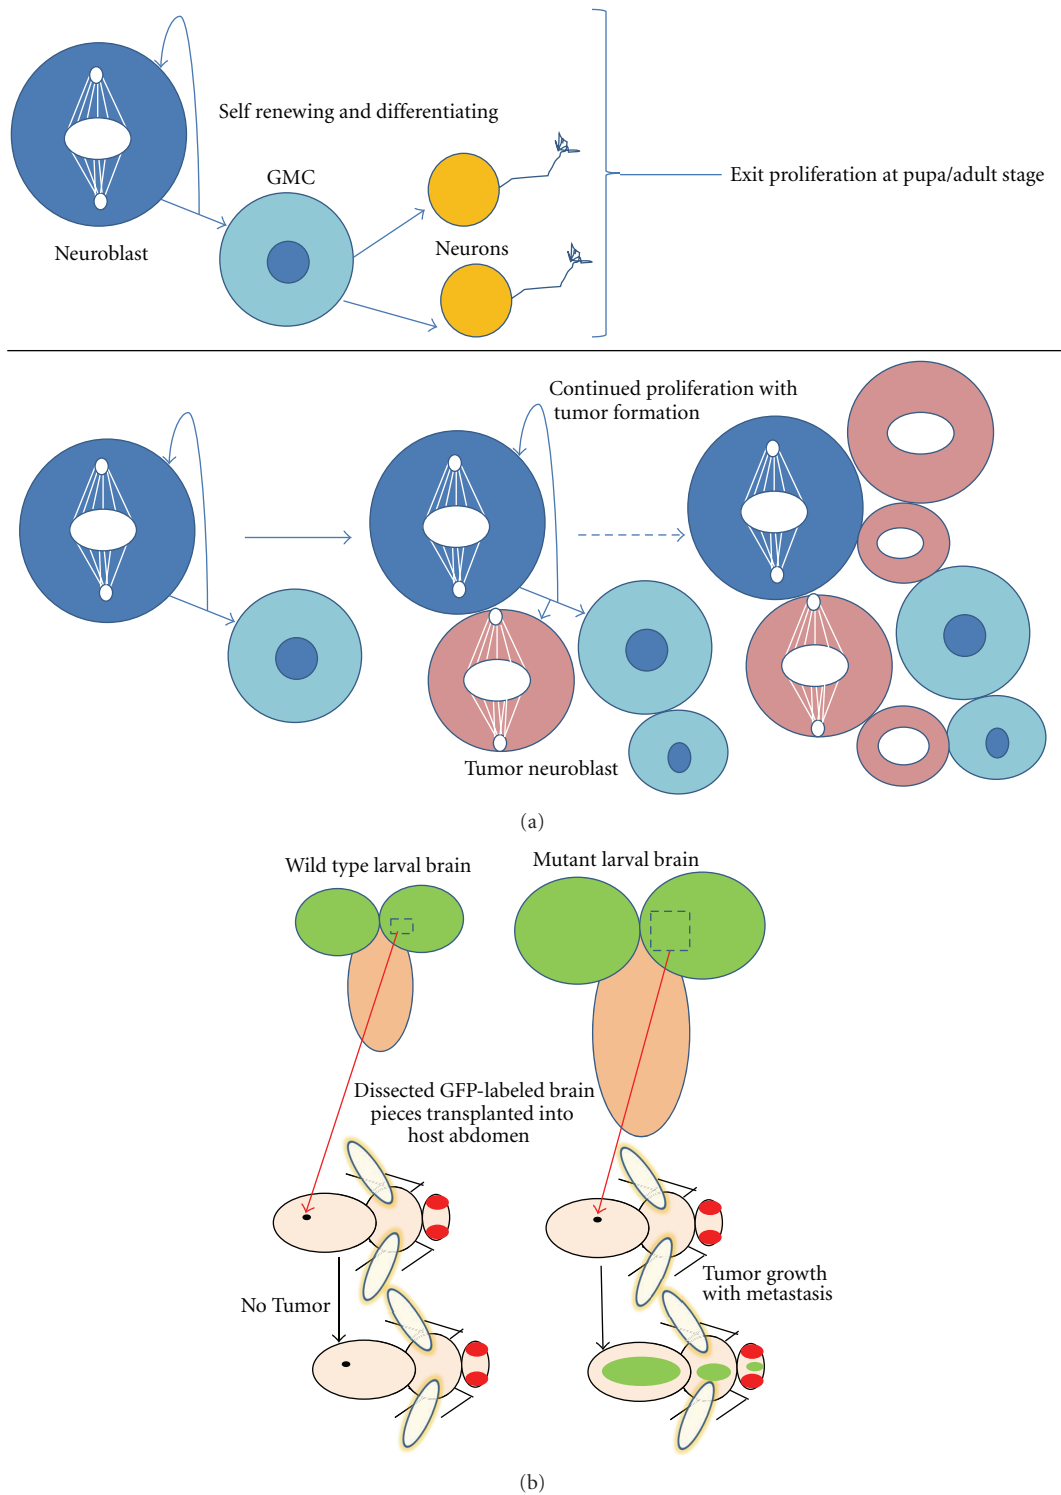 Self renewing and differentiating
GMC
Exit proliferation at pupa/adult stage
Neuroblast
Neurons
Continued proliferation with
tumor formation
Tumor neuroblast
(a)
Wild type larval brain
Mutant larval brain
Dissected GFP-labeled brain
pieces transplanted into
host abdomen
No Tumor
Tumor growth
with metastasis
(b)